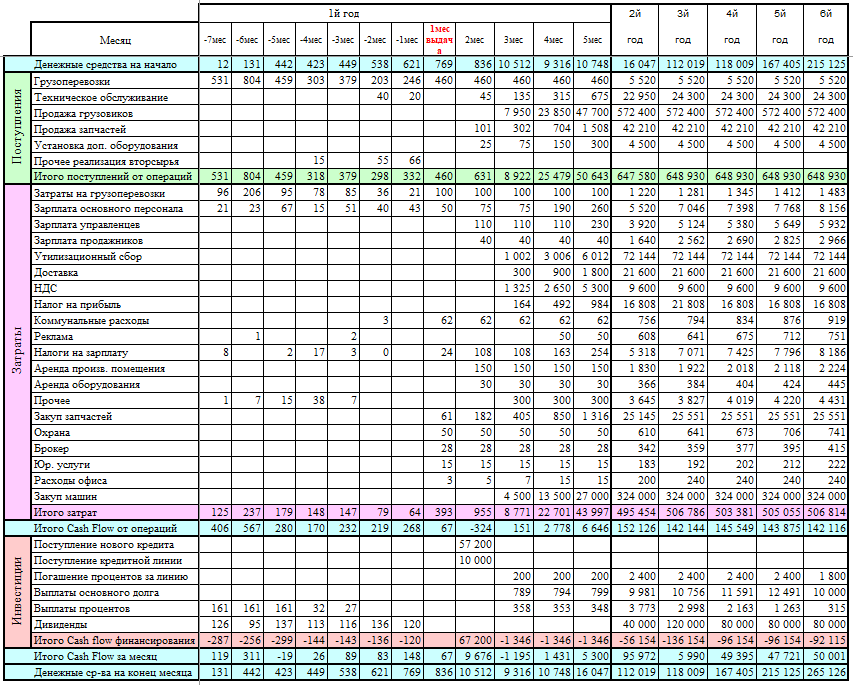 1й год 2й 3й 4й 5й 6й
Месяц -7мес -6мес -5мес -4мес -3мес -2мес -1мес 1мес выдача 2мес 3мес 4мес 5мес год год год год год
Денежные средства на начало 12 131 442 423 449 538 621 769 836 10 512 9 316 10 748 16 047 112 019 118 009 167 405 215 125
Поступления
Грузоперевозки 531 804 459 303 379 203 246 460 460 460 460 460 5 520 5 520 5 520 5 520 5 520
Техническое обслуживание 40 20 45 135 315 675 22 950 24 300 24 300 24 300 24 300
Продажа грузовиков 7 950 23 850 47 700 572 400 572 400 572 400 572 400 572 400
Продажа запчастей 101 302 704 1 508 42 210 42 210 42 210 42 210 42 210
Установка доп. оборудования 25 75 150 300 4 500 4 500 4 500 4 500 4 500
Прочее реализация вторсырья 15 55 66
Итого поступлений от операций 531 804 459 318 379 298 332 460 631 8 922 25 479 50 643 647 580 648 930 648 930 648 930 648 930
Затраты
Затраты на грузоперевозки 96 206 95 78 85 36 21 100 100 100 100 100 1 220 1 281 1 345 1 412 1 483
Зарплата основного персонала 21 23 67 15 51 40 43 50 75 75 190 260 5 520 7 046 7 398 7 768 8 156
Зарплата управленцев 110 110 110 230 3 920 5 124 5 380 5 649 5 932
Зарплата продажников 40 40 40 40 1 640 2 562 2 690 2 825 2 966
Утилизационный сбор 1 002 3 006 6 012 72 144 72 144 72 144 72 144 72 144
Доставка 300 900 1 800 21 600 21 600 21 600 21 600 21 600
НДС 1 325 2 650 5 300 9 600 9 600 9 600 9 600 9 600
Налог на прибыль 164 492 984 16 808 21 808 16 808 16 808 16 808
Коммунальные расходы 3 62 62 62 62 62 756 794 834 876 919
Реклама 1 2 50 50 608 641 675 712 751
Налоги на зарплату 8 2 17 3 0 24 108 108 163 254 5 318 7 071 7 425 7 796 8 186
Аренда произв. помещения 150 150 150 150 1 830 1 922 2 018 2 118 2 224
Аренда оборудования 30 30 30 30 366 384 404 424 445
Прочее 1 7 15 38 7 300 300 300 3 645 3 827 4 019 4 220 4 431
Закуп запчастей 61 182 405 850 1 316 25 145 25 551 25 551 25 551 25 551
Охрана 50 50 50 50 50 610 641 673 706 741
Брокер 28 28 28 28 28 342 359 377 395 415
Юр. услуги 15 15 15 15 15 183 192 202 212 222
Расходы офиса 3 5 7 15 15 200 240 240 240 240
Закуп машин 4 500 13 500 27 000 324 000 324 000 324 000 324 000 324 000
Итого затрат 125 237 179 148 147 79 64 393 955 8 771 22 701 43 997 495 454 506 786 503 381 505 055 506 814
Итого Cash Flow от операций 406 567 280 170 232 219 268 67 -324 151 2 778 6 646 152 126 142 144 145 549 143 875 142 116
Инвестиции
Поступление нового кредита 57 200
Поступление кредитной линии 10 000
Погашение процентов за линию 200 200 200 2 400 2 400 2 400 2 400 1 800
Выплаты основного долга 789 794 799 9 981 10 756 11 591 12 491 10 000
Выплаты процентов 161 161 161 32 27 358 353 348 3 773 2 998 2 163 1 263 315
Дивиденды 126 95 137 113 116 136 120 40 000 120 000 80 000 80 000 80 000
Итого Cash flow финансирования -287 -256 -299 -144 -143 -136 -120 67 200 -1 346 -1 346 -1 346 -56 154 -136 154 -96 154 -96 154 -92 115
Итого Cash Flow за месяц 119 311 -19 26 89 83 148 67 9 676 -1 195 1 431 5 300 95 972 5 990 49 395 47 721 50 001
Денежные ср-ва на конец месяца 131 442 423 449 538 621 769 836 10 512 9 316 10 748 16 047 112 019 118 009 167 405 215 125 265 126